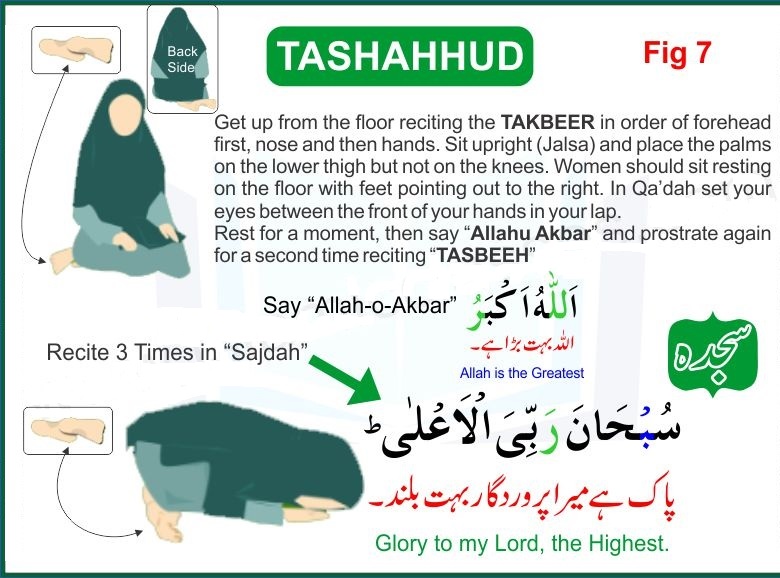 Back
Side
TASHAHHUD
Fig 7
Get up from the floor reciting the TAKBEER in order of forehead
first, nose and then hands. Sit upright (Jalsa) and place the palms
on the lower thigh but not on the knees. Women should sit resting
on the floor with feet pointing out to the right. In Qa’dah set your
eyes between the front of your hands in your lap.
Rest for a moment, then say “Allahu Akbar” and prostrate again
for a second time reciting “TASBEEH”
Say “Allah-o-Akbar” اَللّٰهُ اَکْبَرُ
اللہ بہت بڑا ہے۔
Allah is the Greatest
سجدہ
Recite 3 Times in “Sajdah”
سُبْحَانَ رَبِّیَ الْاَعْلٰی ؕ
پاک ہے میرا پروردگار بہت بلند۔
Glory to my Lord, the Highest.